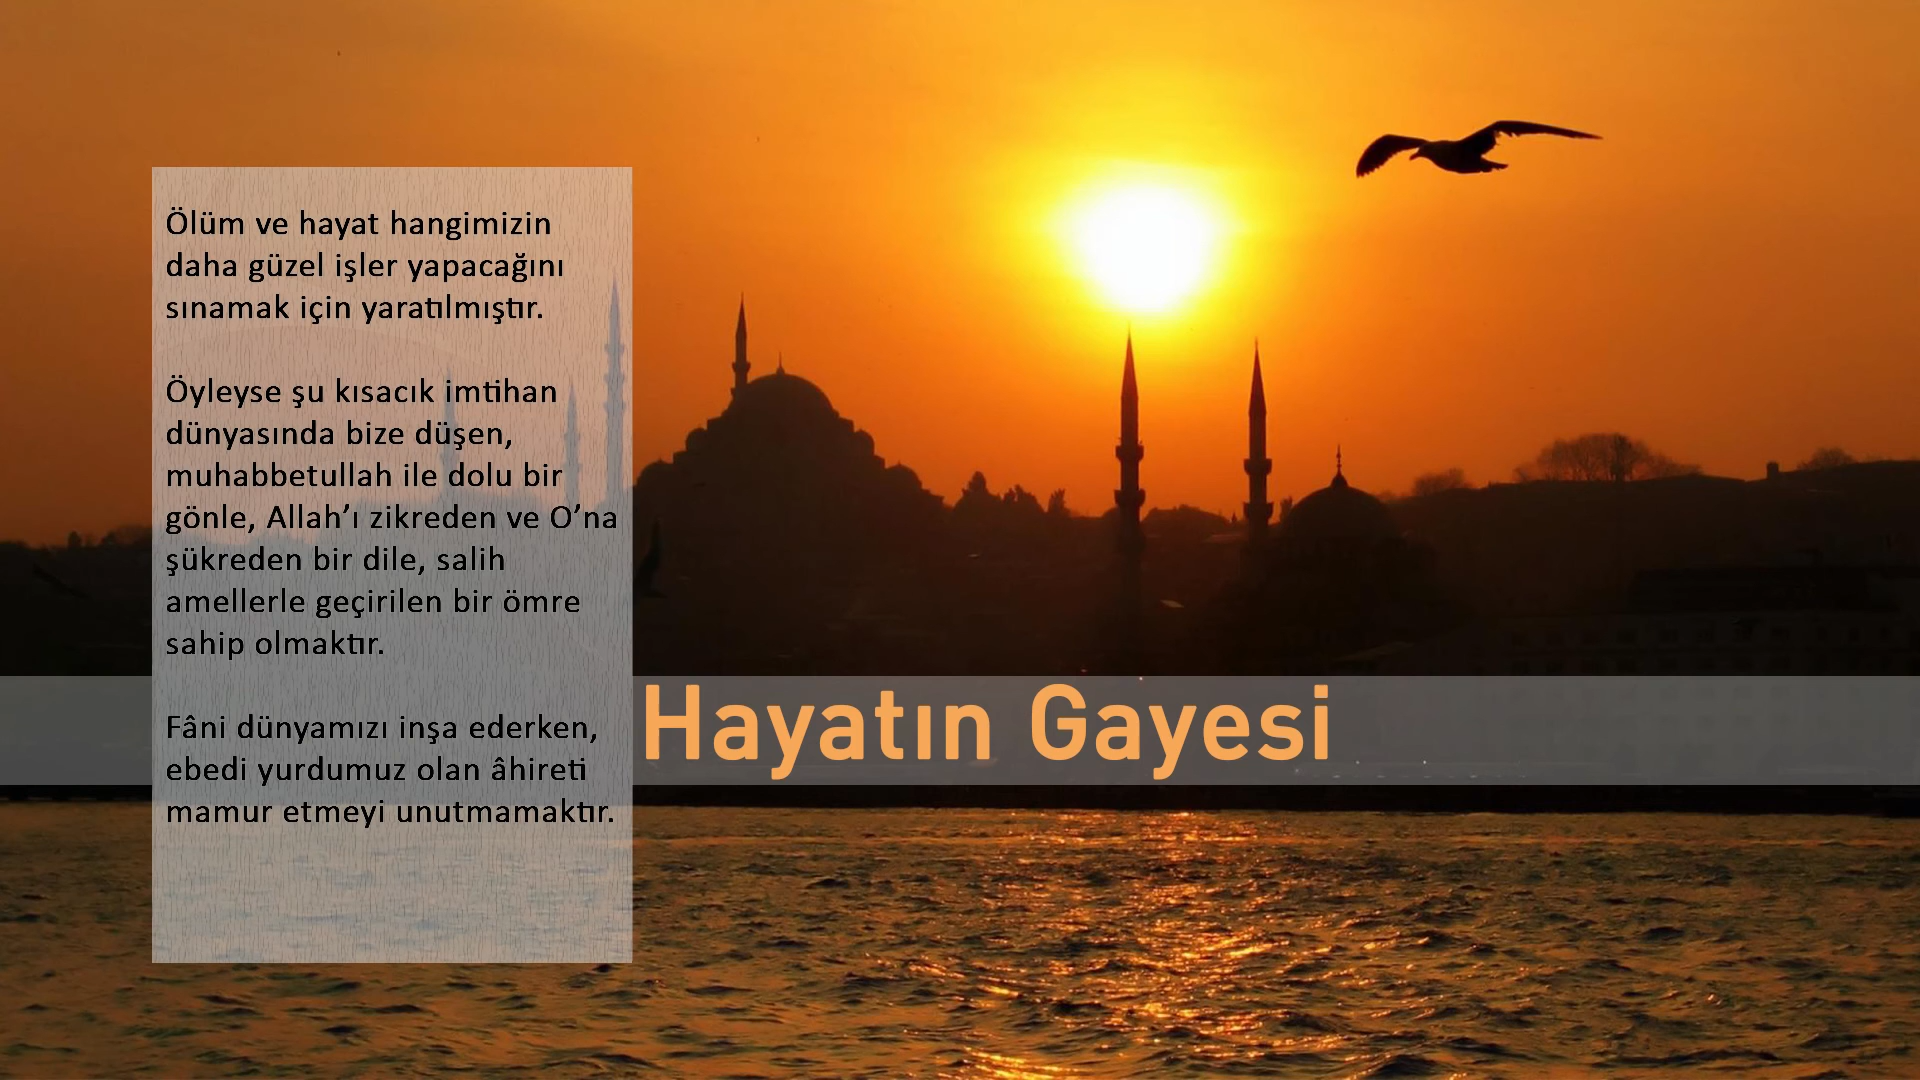 Ölüm ve hayat hangimizin
daha güzel işler yapacağını
sınamak için yaratılmıştır.
Öyleyse şu kısacık imtihan
dünyasında bize düşen,
muhabbetullah ile dolu bir
gönle, Allah’ı zikreden ve O’na
şükreden bir dile, salih
amellerle geçirilen bir ömre
sahip olmaktır.
Fâni dünyamızı inşa ederken,
ebedi yurdumuz olan âhireti
mamur etmeyi unutmamaktır.
Hayatın Gayesi